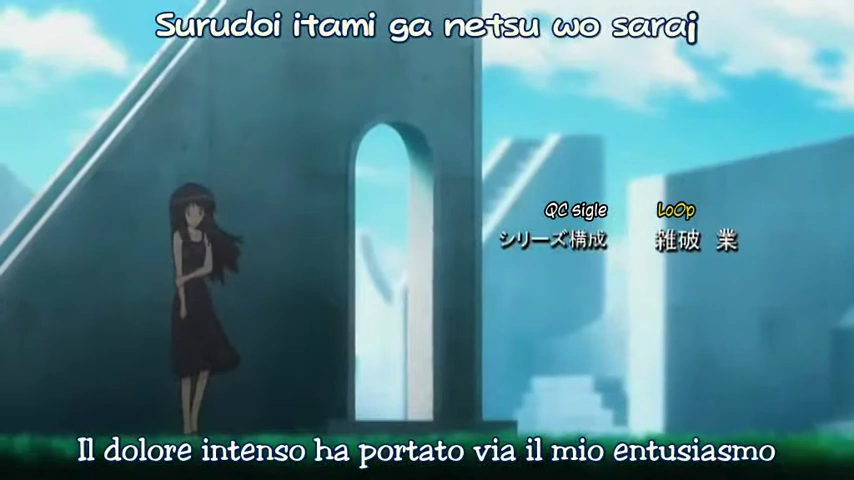 Surudoi itami ga netsu wo sarai
QC sigle LoOp
シリーズ構成 雑破 業
Il dolore intenso ha portato via il mio entusiasmo